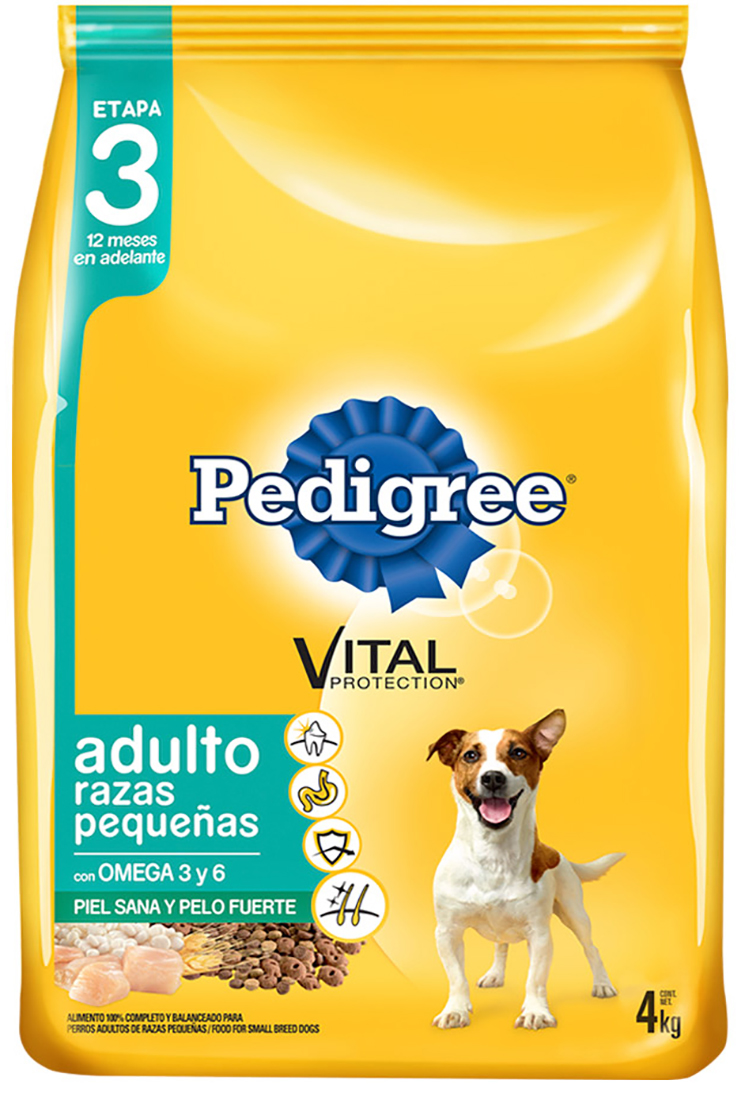 ETAPA
3
12 meses
en adelante
Pedigree®
VITAL
PROTECTION®
adulto
razas
pequeñas
con OMEGA 3 y 6
PIEL SANA Y PELO FUERTE
ALIMENTO 100% COMPLETO Y BALANCEADO PARA
PERROS ADULTOS DE RAZAS PEQUEÑAS / FOOD FOR SMALL BREED DOGS
CONT.
NET.
4kg